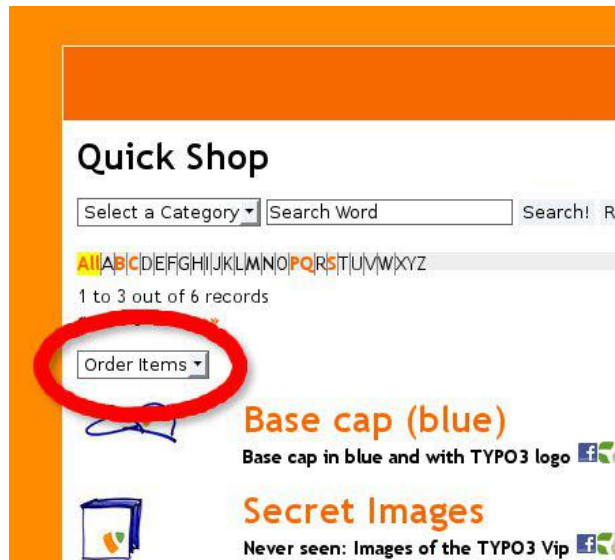 Quick Shop
Select a Category Search Word Search! R
All|A|B|C|D|E|F|G|H|I|J|K|L|M|N|O|P|Q|R|S|T|U|V|W|X|Y|Z
1 to 3 out of 6 records
Order Items
Base cap (blue)
Base cap in blue and with TYPO3 logo
Secret Images
Never seen: Images of the TYPO3 Vip